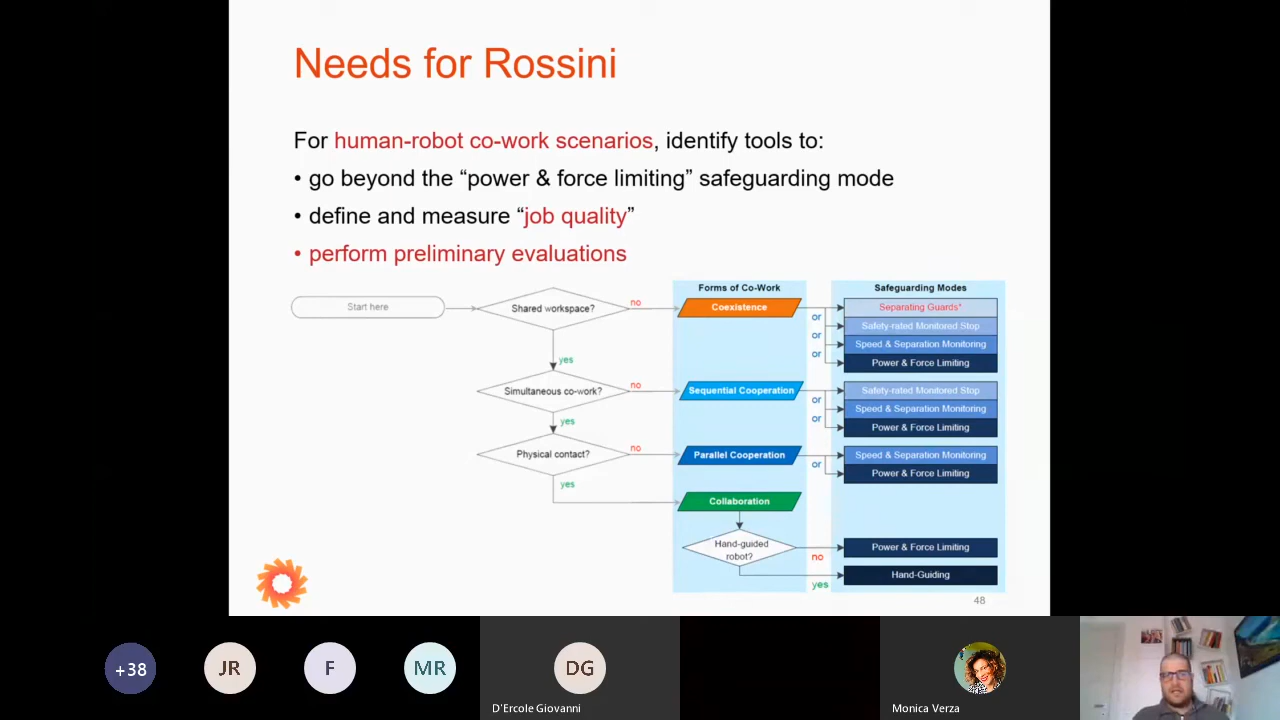 Needs for Rossini
For human-robot co-work scenarios, identify tools to:
• go beyond the “power & force limiting” safeguarding mode
• define and measure “job quality”
• perform preliminary evaluations
Forms of Co-Work
Safeguarding Modes
Start here
Shared workspace?
no
Coexistence
or
or
or
Separating Guards*
Safety-rated Monitored Stop
Speed & Separation Monitoring
Power & Force Limiting
yes
Simultaneous co-work?
no
Sequential Cooperation
or
or
Safety-rated Monitored Stop
Speed & Separation Monitoring
Power & Force Limiting
yes
Physical contact?
no
Parallel Cooperation
or
Speed & Separation Monitoring
Power & Force Limiting
yes
Collaboration
Hand-guided
robot?
no
Power & Force Limiting
yes
Hand-Guiding
48
+38
JR
F
MR
DG
D'Ercole Giovanni
Monica Verza